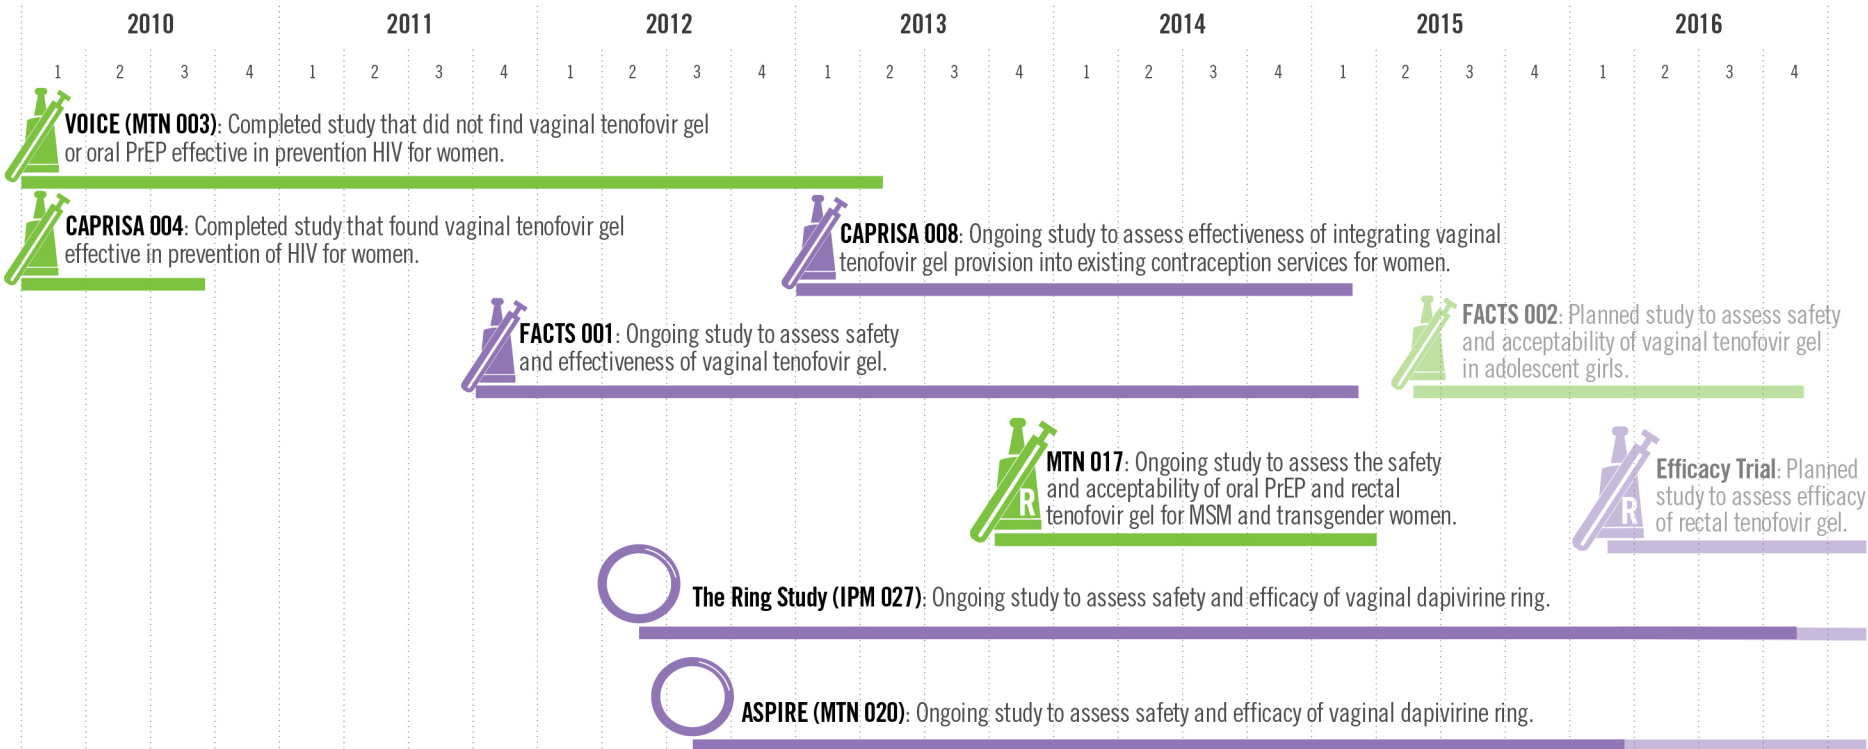 2010 2011 2012 2013 2014 2015 2016
1 2 3 4 1 2 3 4 1 2 3 4 1 2 3 4 1 2 3 4 1 2 3 4 1 2 3 4
VOICE (MTN 003): Completed study that did not find vaginal tenofovir gel
or oral PrEP effective in prevention HIV for women.
CAPRISA 004: Completed study that found vaginal tenofovir gel
effective in prevention of HIV for women.
CAPRISA 008: Ongoing study to assess effectiveness of integrating vaginal
tenofovir gel provision into existing contraception services for women.
FACTS 001: Ongoing study to assess safety
and effectiveness of vaginal tenofovir gel.
FACTS 002: Planned study to assess safety
and acceptability of vaginal tenofovir gel
in adolescent girls.
R
MTN 017: Ongoing study to assess the safety
and acceptability of oral PrEP and rectal
tenofovir gel for MSM and transgender women.
R
Efficacy Trial: Planned
study to assess efficacy
of rectal tenofovir gel.
The Ring Study (IPM 027): Ongoing study to assess safety and efficacy of vaginal dapivirine ring.
ASPIRE (MTN 020): Ongoing study to assess safety and efficacy of vaginal dapivirine ring.